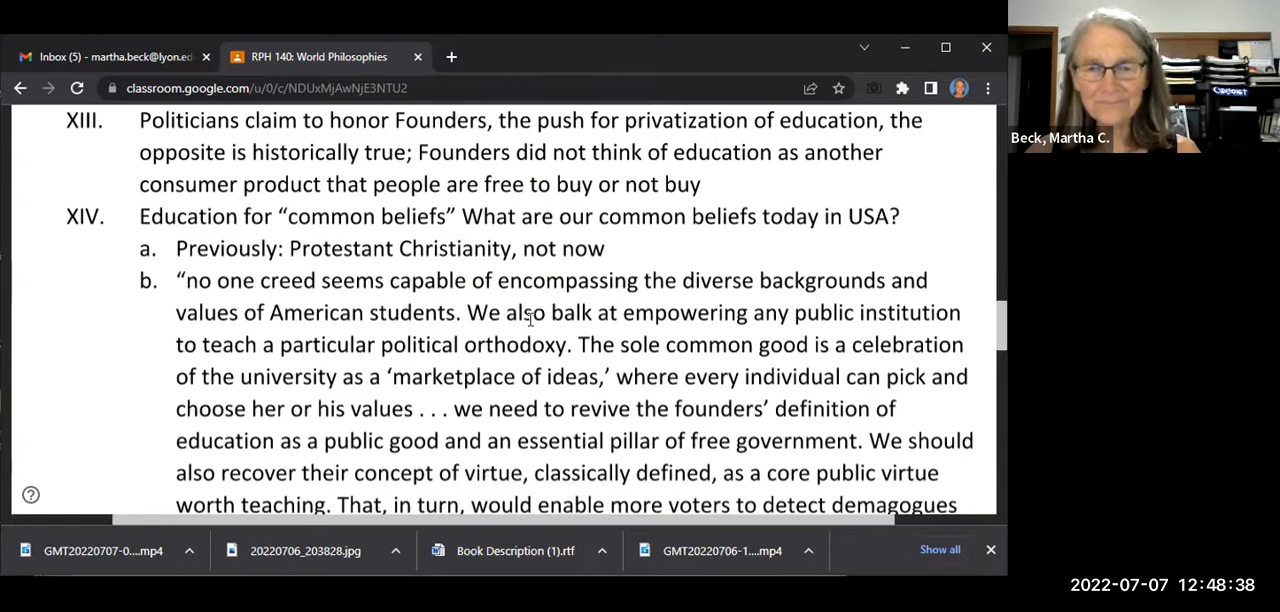 Inbox (5) - martha.beck@lyon.ed
RPH 140: World Philosophies
classroom.google.com/u/0/c/NDUxMjAwNjE3NTU2
XIII. Politicians claim to honor Founders, the push for privatization of education, the
opposite is historically true; Founders did not think of education as another
consumer product that people are free to buy or not buy
XIV. Education for “common beliefs” What are our common beliefs today in USA?
a. Previously: Protestant Christianity, not now
b. “no one creed seems capable of encompassing the diverse backgrounds and
values of American students. We also balk at empowering any public institution
to teach a particular political orthodoxy. The sole common good is a celebration
of the university as a ‘marketplace of ideas,’ where every individual can pick and
choose her or his values . . . we need to revive the founders’ definition of
education as a public good and an essential pillar of free government. We should
also recover their concept of virtue, classically defined, as a core public virtue
worth teaching. That, in turn, would enable more voters to detect demagogues
GMT20220707-0....mp4
20220706_203828.jpg
Book Description (1).rtf
GMT20220706-1....mp4
Show all
Beck, Martha C.
2022-07-07 12:48:38